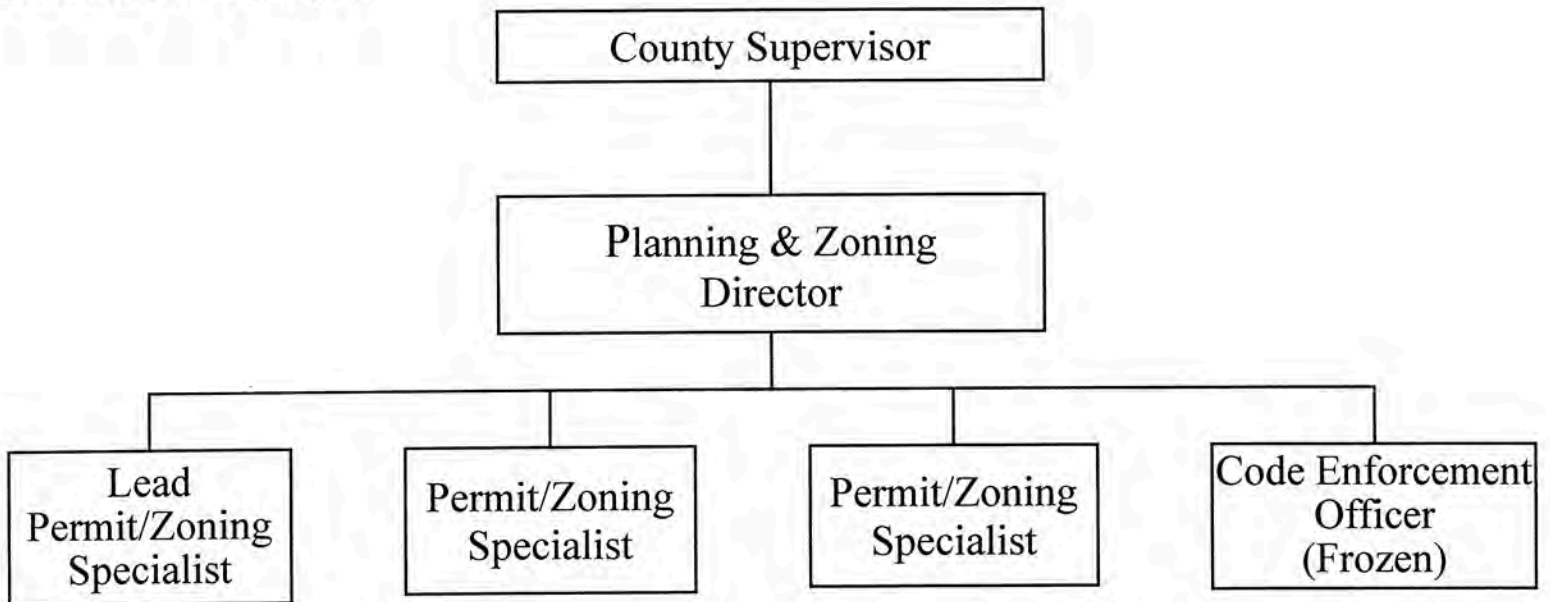 County Supervisor
Planning & Zoning
Director
Lead
Permit/Zoning
Specialist
Permit/Zoning
Specialist
Permit/Zoning
Specialist
Code Enforcement
Officer
(Frozen)